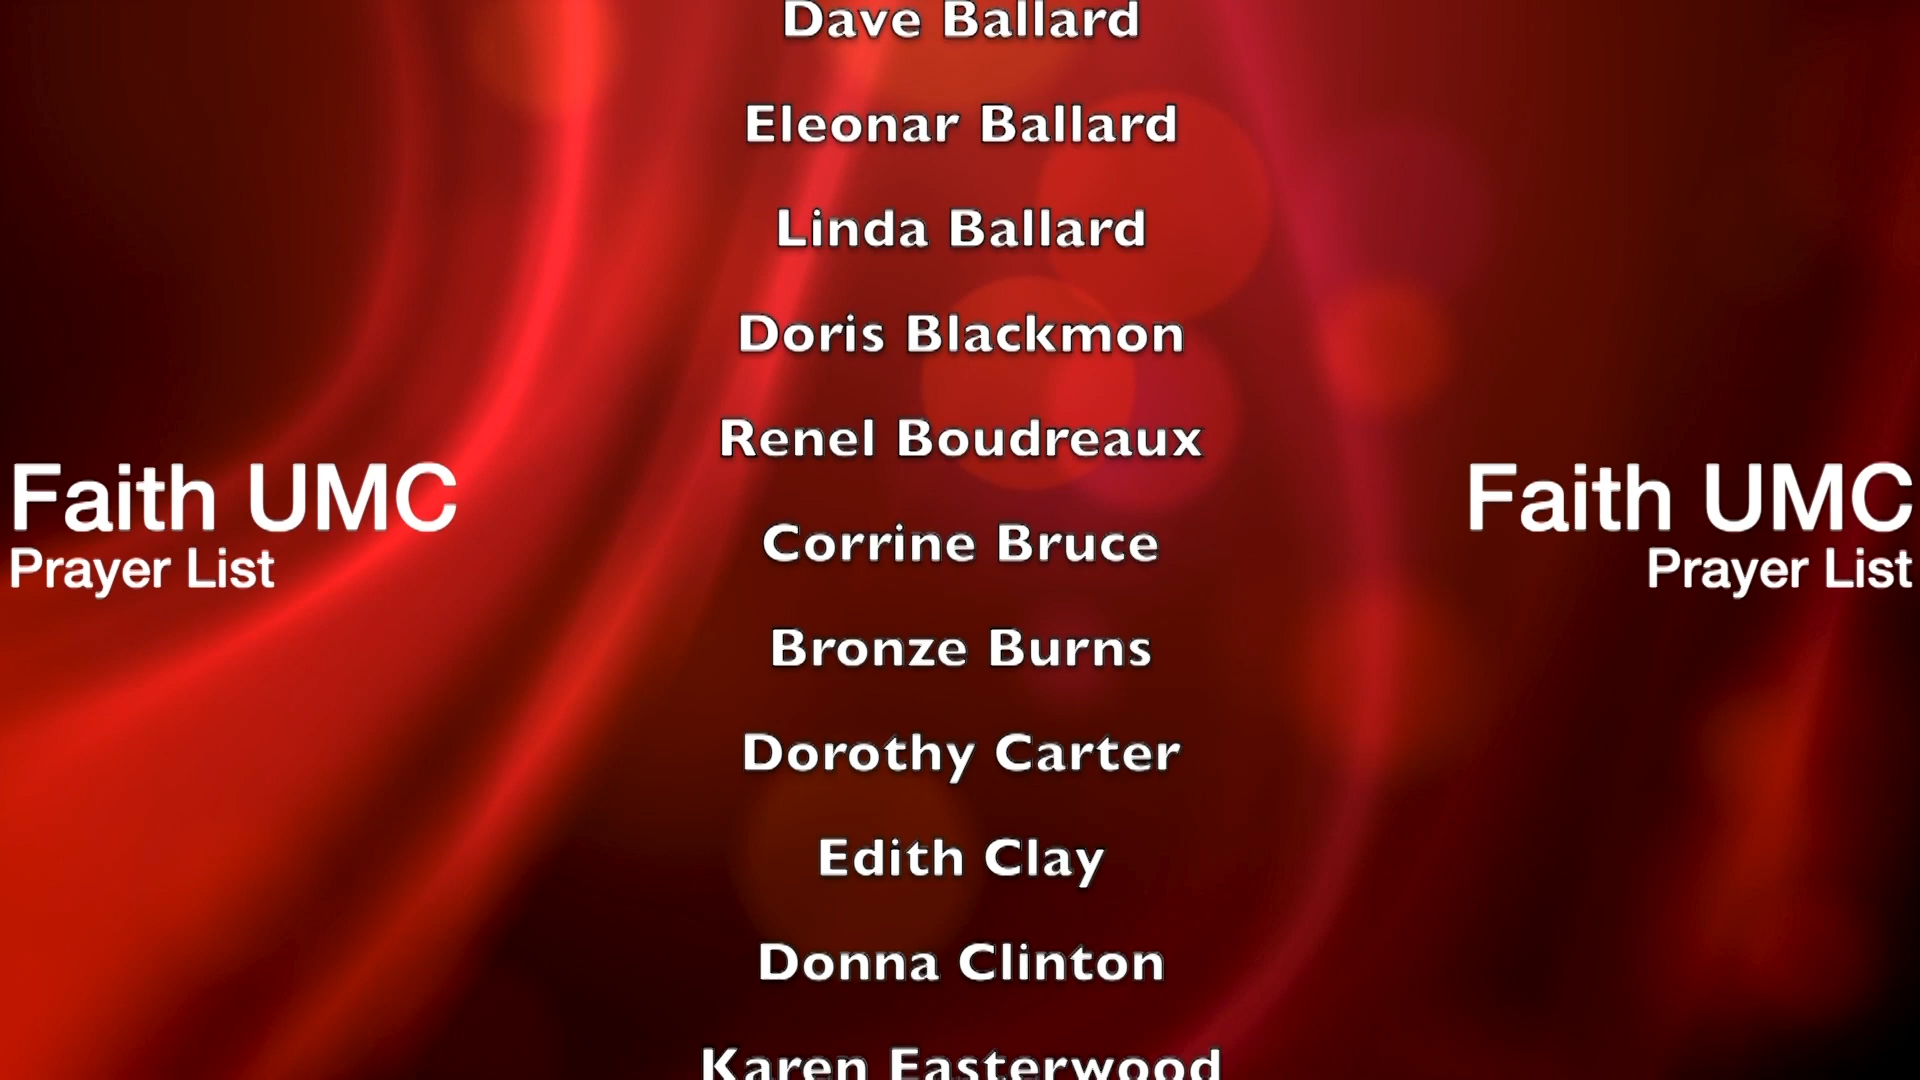 Dave Ballard
Eleonar Ballard
Linda Ballard
Doris Blackmon
Renel Boudreaux
Faith UMC
Prayer List
Faith UMC
Prayer List
Corrine Bruce
Bronze Burns
Dorothy Carter
Edith Clay
Donna Clinton
Karen Easterwood